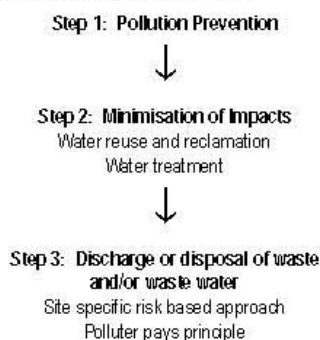 Step 1: Pollution Prevention
Step 2: Minimisation of Impacts
Water reuse and reclamation
Water treatment
Step 3: Discharge or disposal of waste
and/or waste water
Site specific risk based approach
Polluter pays principle